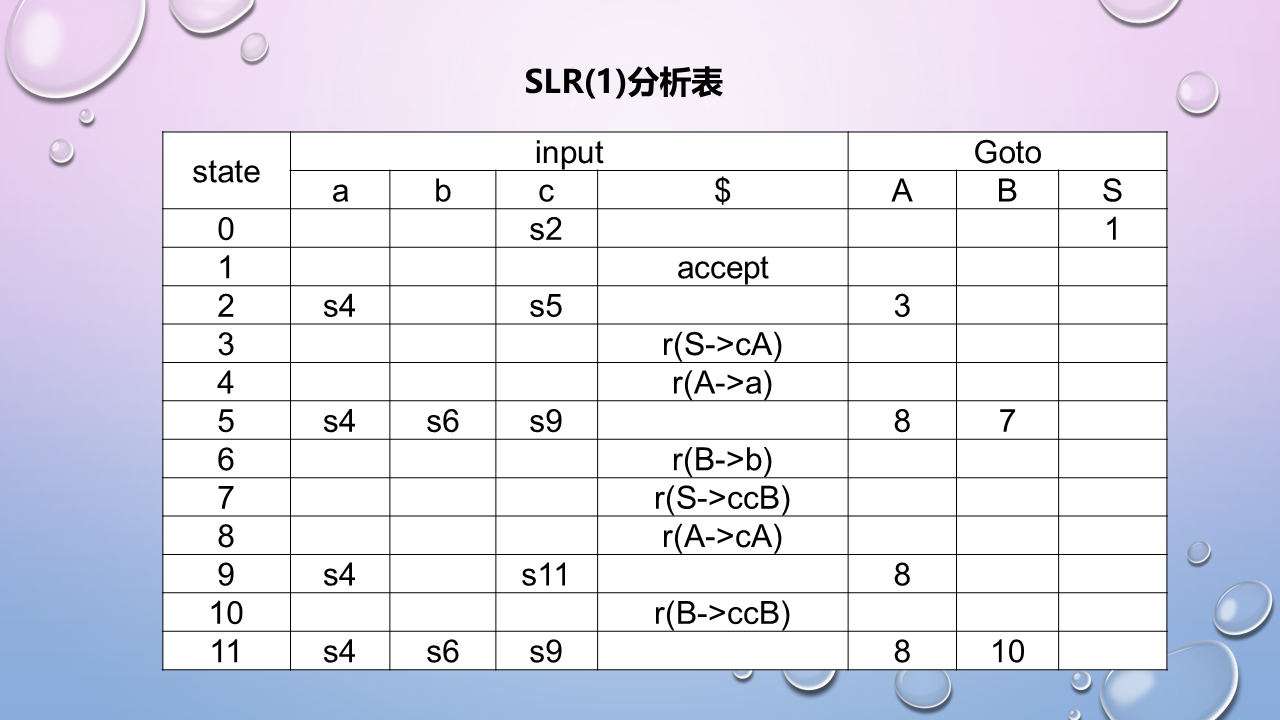 SLR(1)分析表
state input Goto
a b c $ A B S
0 s2 1
1 accept
2 s4 s5 3
3 r(S->cA)
4 r(A->a)
5 s4 s6 s9 8 7
6 r(B->b)
7 r(S->ccB)
8 r(A->cA)
9 s4 s11 8
10 r(B->ccB)
11 s4 s6 s9 8 10